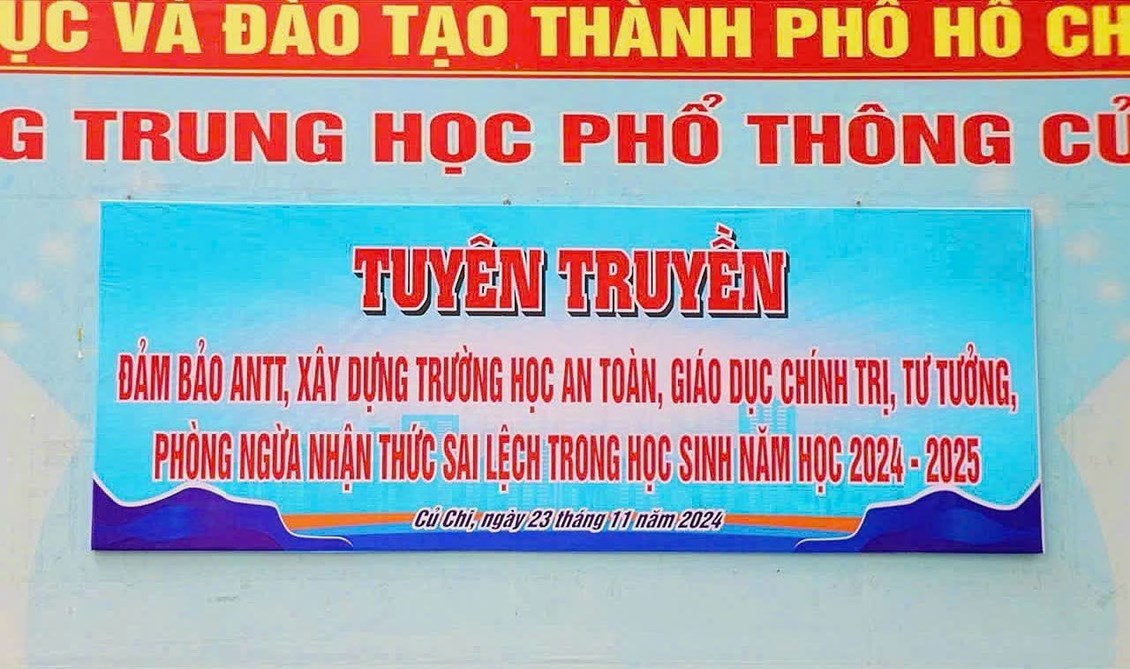 ỤC VÀ ĐÀO TẠO THÀNH PHỐ HỒ CH
G TRUNG HỌC PHỔ THÔNG CỦ
TUYÊN TRUYỀN
ĐẢM BẢO ANTT, XÂY DỰNG TRƯỜNG HỌC AN TOÀN, GIÁO DỤC CHÍNH TRỊ, TƯ TƯỞNG,
PHÒNG NGỪA NHẬN THỨC SAI LỆCH TRONG HỌC SINH NĂM HỌC 2024 - 2025
Củ Chi, ngày 23 tháng 11 năm 2024